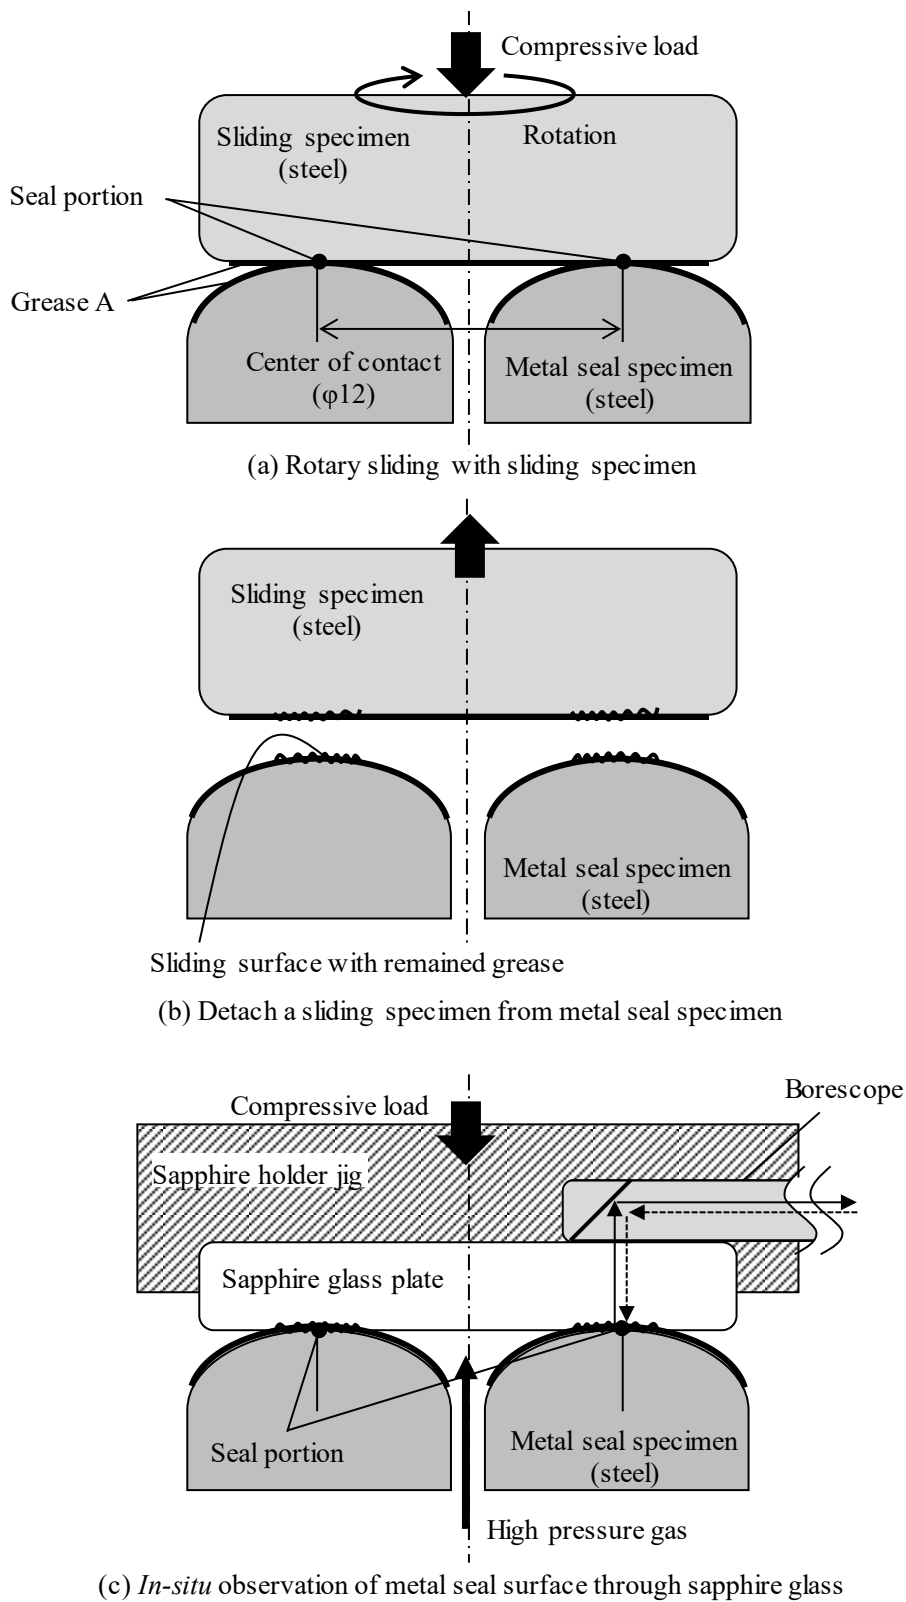 Compressive load
Sliding specimen
(steel)
Rotation
Seal portion
Grease A
Center of contact
(φ12)
Metal seal specimen
(steel)
(a) Rotary sliding with sliding specimen
Sliding specimen
(steel)
Metal seal specimen
(steel)
Sliding surface with remained grease
(b) Detach a sliding specimen from metal seal specimen
Borescope
Compressive load
Sapphire holder jig
Sapphire glass plate
Seal portion
Metal seal specimen
(steel)
High pressure gas
(c) In-situ observation of metal seal surface through sapphire glass